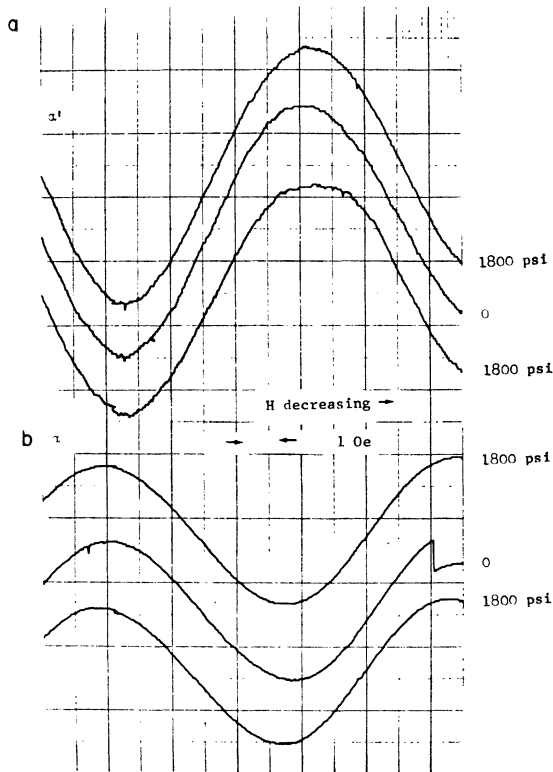 a
α'
1800 psi
0
1800 psi
H decreasing →
b
τ
→ ← 1 Oe
1800 psi
0
1800 psi